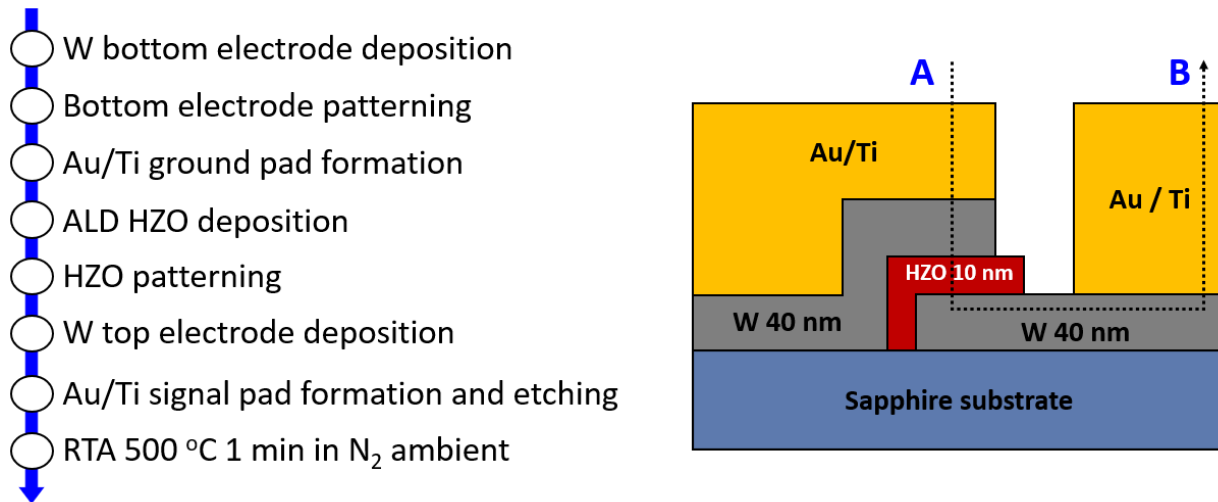 W bottom electrode deposition
Bottom electrode patterning
Au/Ti ground pad formation
ALD HZO deposition
HZO patterning
W top electrode deposition
Au/Ti signal pad formation and etching
RTA 500 °C 1 min in N₂ ambient
A
B
Au/Ti
Au / Ti
HZO 10 nm
W 40 nm
W 40 nm
Sapphire substrate